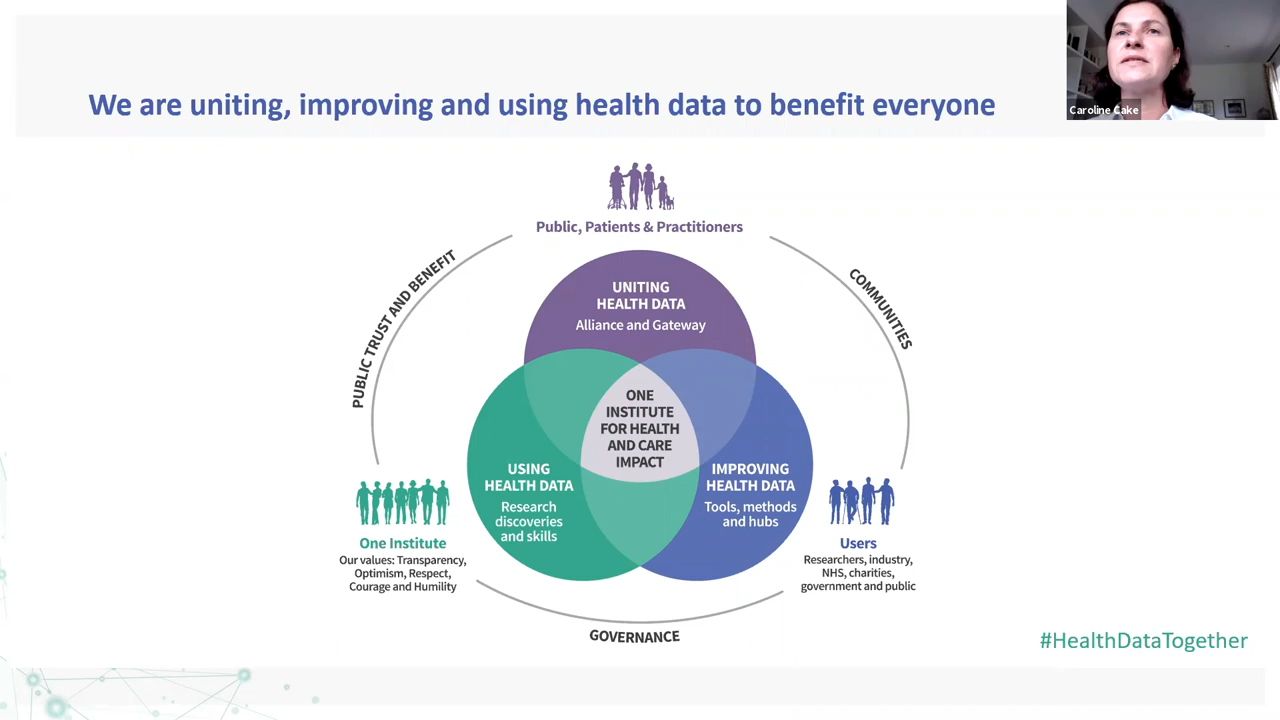 We are uniting, improving and using health data to benefit everyone
Caroline Cake
Public, Patients & Practitioners
PUBLIC TRUST AND BENEFIT
COMMUNITIES
UNITING
HEALTH DATA
Alliance and Gateway
ONE
INSTITUTE
FOR HEALTH
AND CARE
IMPACT
USING
HEALTH DATA
Research
discoveries
and skills
IMPROVING
HEALTH DATA
Tools, methods
and hubs
One Institute
Our values: Transparency,
Optimism, Respect,
Courage and Humility
Users
Researchers, industry,
NHS, charities,
government and public
GOVERNANCE
#HealthDataTogether